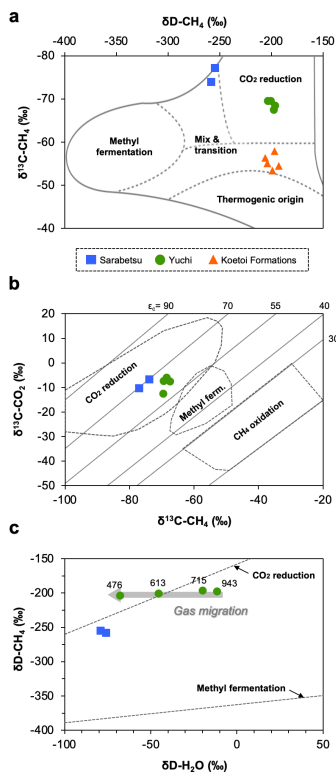 a
δD-CH₄ (‰)
-400 -350 -300 -250 -200 -150
-80
-70
-60
-50
-40
δ¹³C-CH₄ (‰)
CO₂ reduction
Methyl
fermentation
Mix &
transition
Thermogenic origin
Sarabetsu Yuchi Koetoi Formations
b
εc= 90 70 55 40
30
20
10
0
-10
-20
-30
-40
-50
δ¹³C-CO₂ (‰)
CO₂ reduction
Methyl ferm.
CH₄ oxidation
-100 -80 -60 -40 -20
δ¹³C-CH₄ (‰)
c
-150
-200
-250
-300
-350
-400
δD-CH₄ (‰)
476 613 715 943
CO₂ reduction
Gas migration
Methyl fermentation
-100 -50 0 50
δD-H₂O (‰)